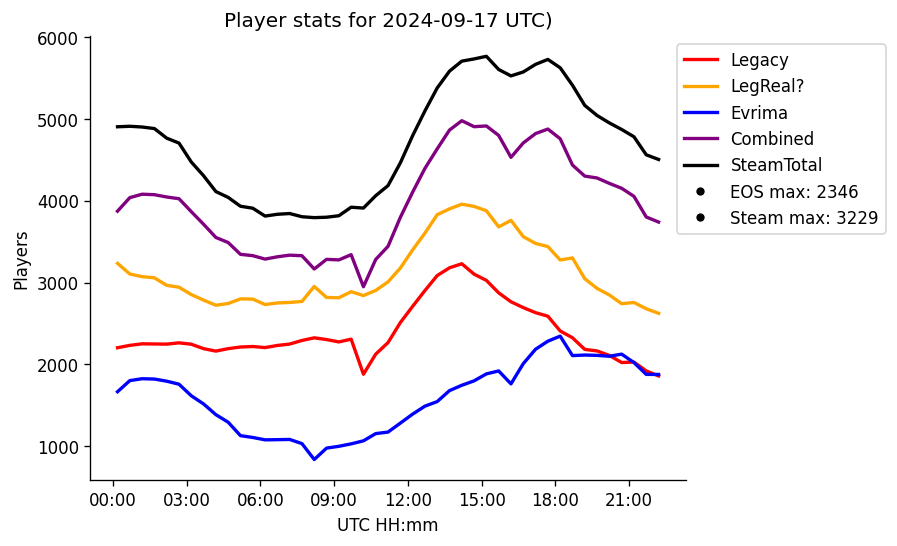 Player stats for 2024-09-17 UTC)
Players
6000
5000
4000
3000
2000
1000
00:00 03:00 06:00 09:00 12:00 15:00 18:00 21:00
UTC HH:mm
Legacy
LegReal?
Evrima
Combined
SteamTotal
EOS max: 2346
Steam max: 3229